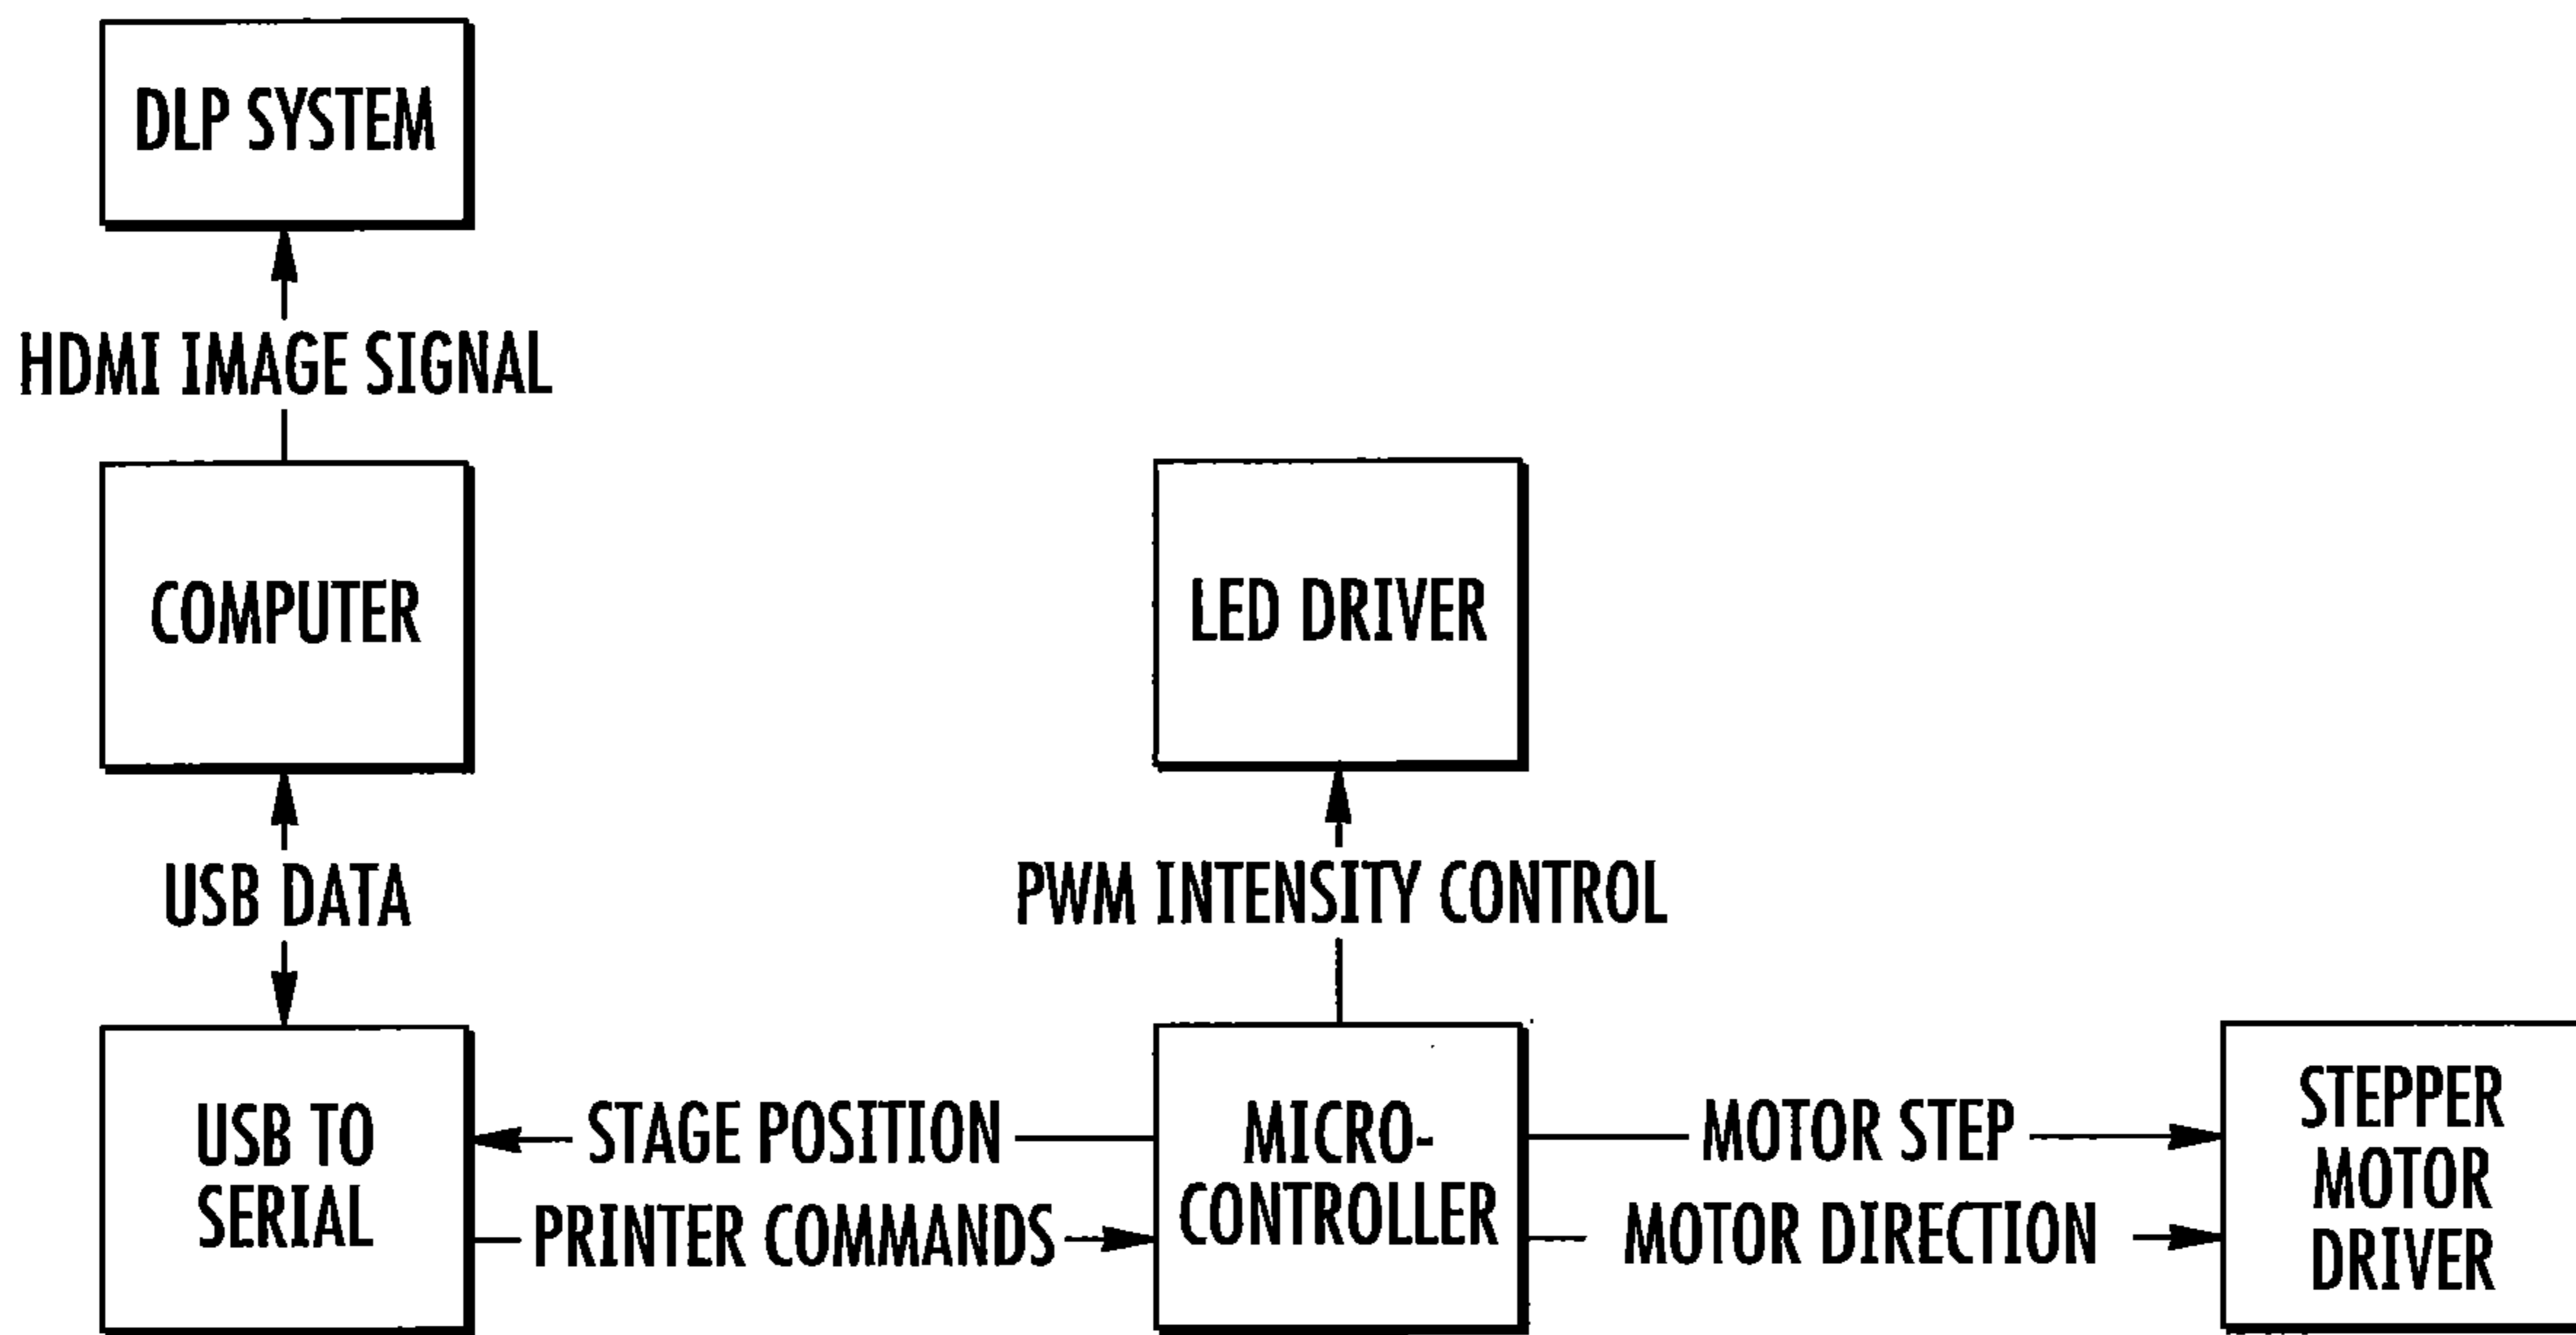 DLP SYSTEM
HDMI IMAGE SIGNAL
COMPUTER
LED DRIVER
USB DATA
PWM INTENSITY CONTROL
USB TO
SERIAL
STAGE POSITION
PRINTER COMMANDS
MICRO-
CONTROLLER
MOTOR STEP
MOTOR DIRECTION
STEPPER
MOTOR
DRIVER